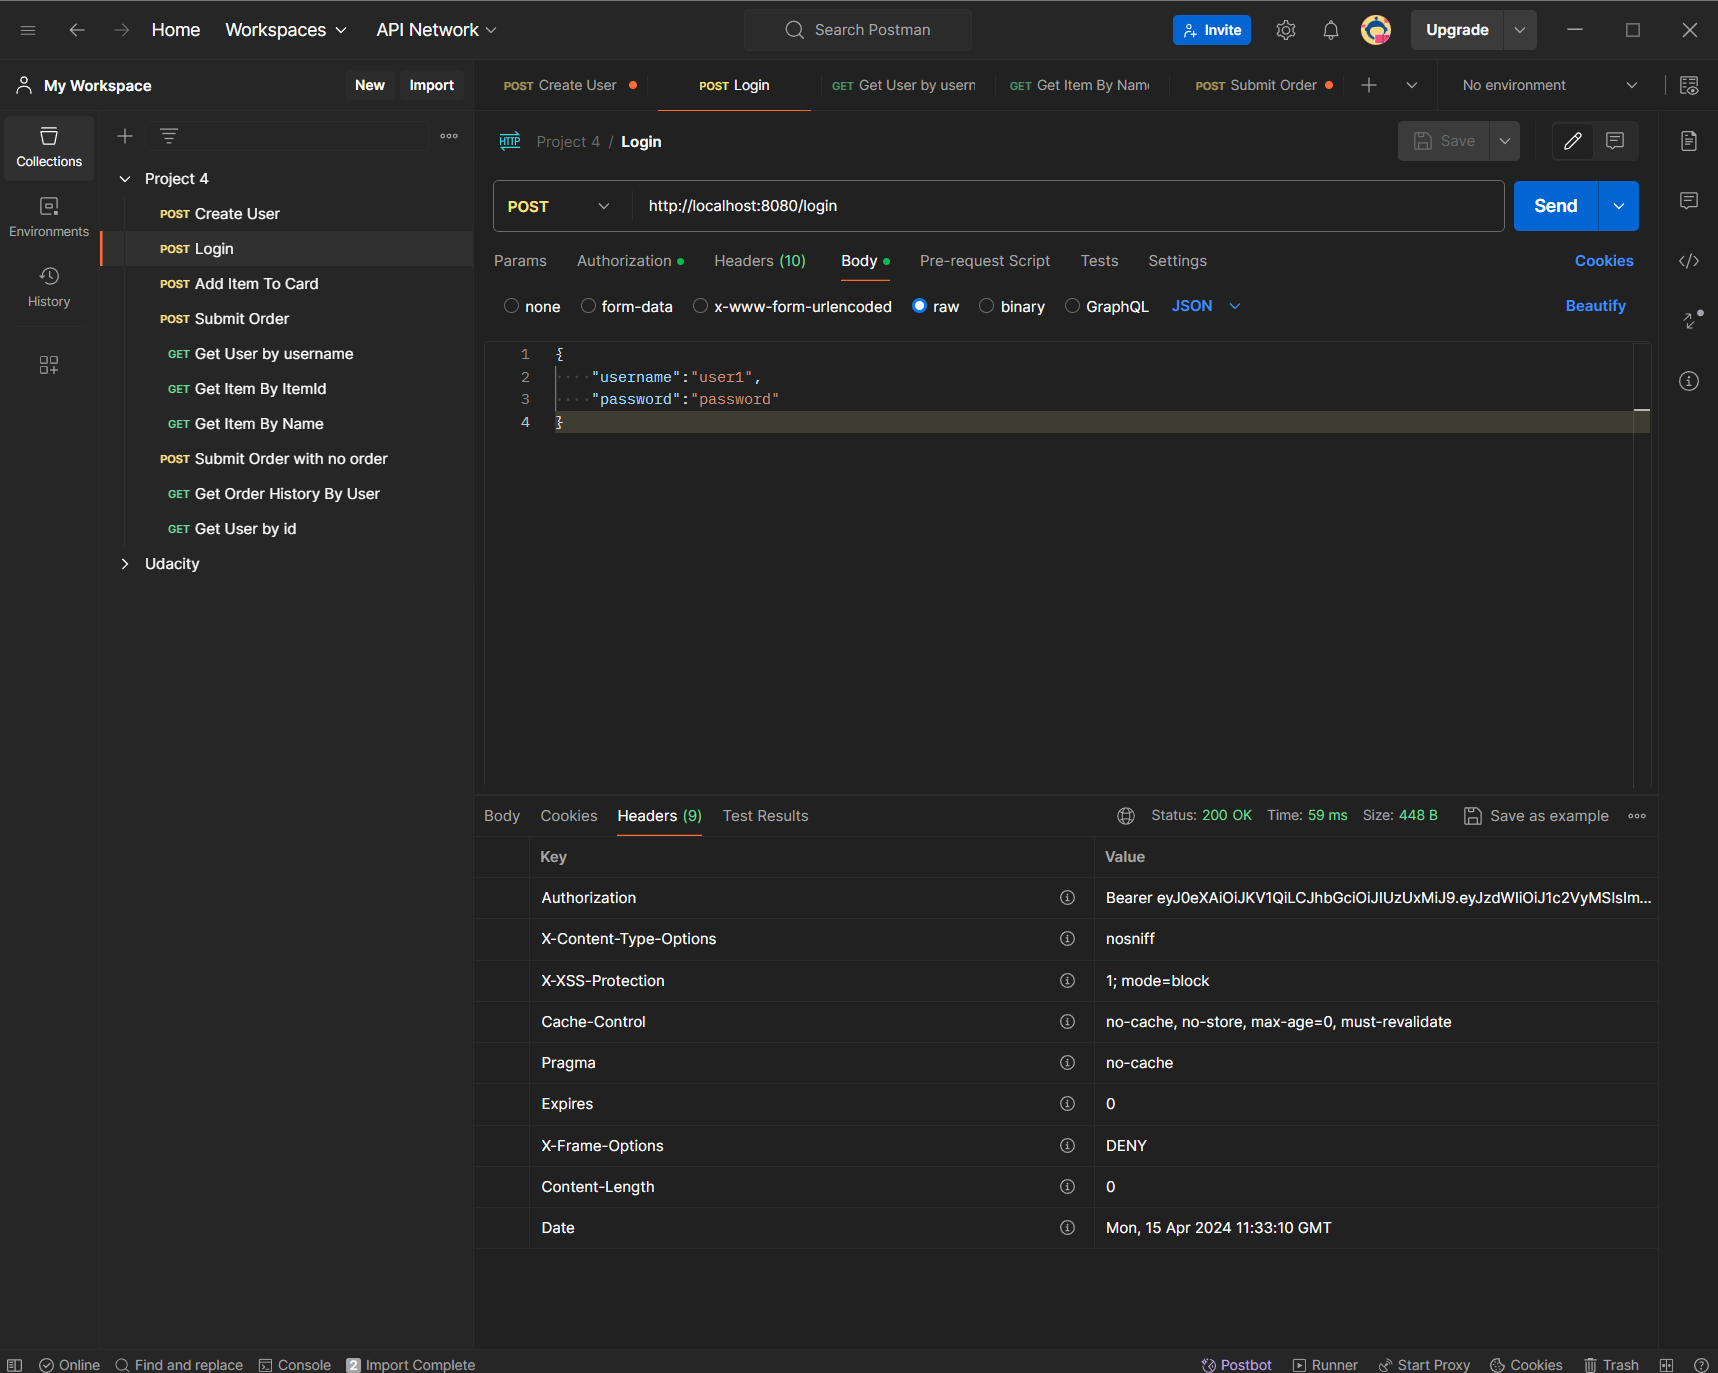 Home Workspaces API Network Search Postman Invite Upgrade
My Workspace New Import
POST Create User POST Login GET Get User by usern GET Get Item By Nam POST Submit Order No environment
Collections
Environments
History
Project 4
POST Create User
POST Login
POST Add Item To Card
POST Submit Order
GET Get User by username
GET Get Item By ItemId
GET Get Item By Name
POST Submit Order with no order
GET Get Order History By User
GET Get User by id
Udacity
HTTP Project 4 / Login Save
POST http://localhost:8080/login Send
Params Authorization Headers (10) Body Pre-request Script Tests Settings Cookies
none form-data x-www-form-urlencoded raw binary GraphQL JSON Beautify
1 {
2 "username":"user1",
3 "password":"password"
4 }
Body Cookies Headers (9) Test Results Status: 200 OK Time: 59 ms Size: 448 B Save as example
Key Value
Authorization Bearer eyJ0eXAiOiJKV1QiLCJhbGciOiJIUzUxMiJ9.eyJzdWIiOiJ1c2VyMSIsIm...
X-Content-Type-Options nosniff
X-XSS-Protection 1; mode=block
Cache-Control no-cache, no-store, max-age=0, must-revalidate
Pragma no-cache
Expires 0
X-Frame-Options DENY
Content-Length 0
Date Mon, 15 Apr 2024 11:33:10 GMT
Online Find and replace Console 2 Import Complete Postbot Runner Start Proxy Cookies Trash